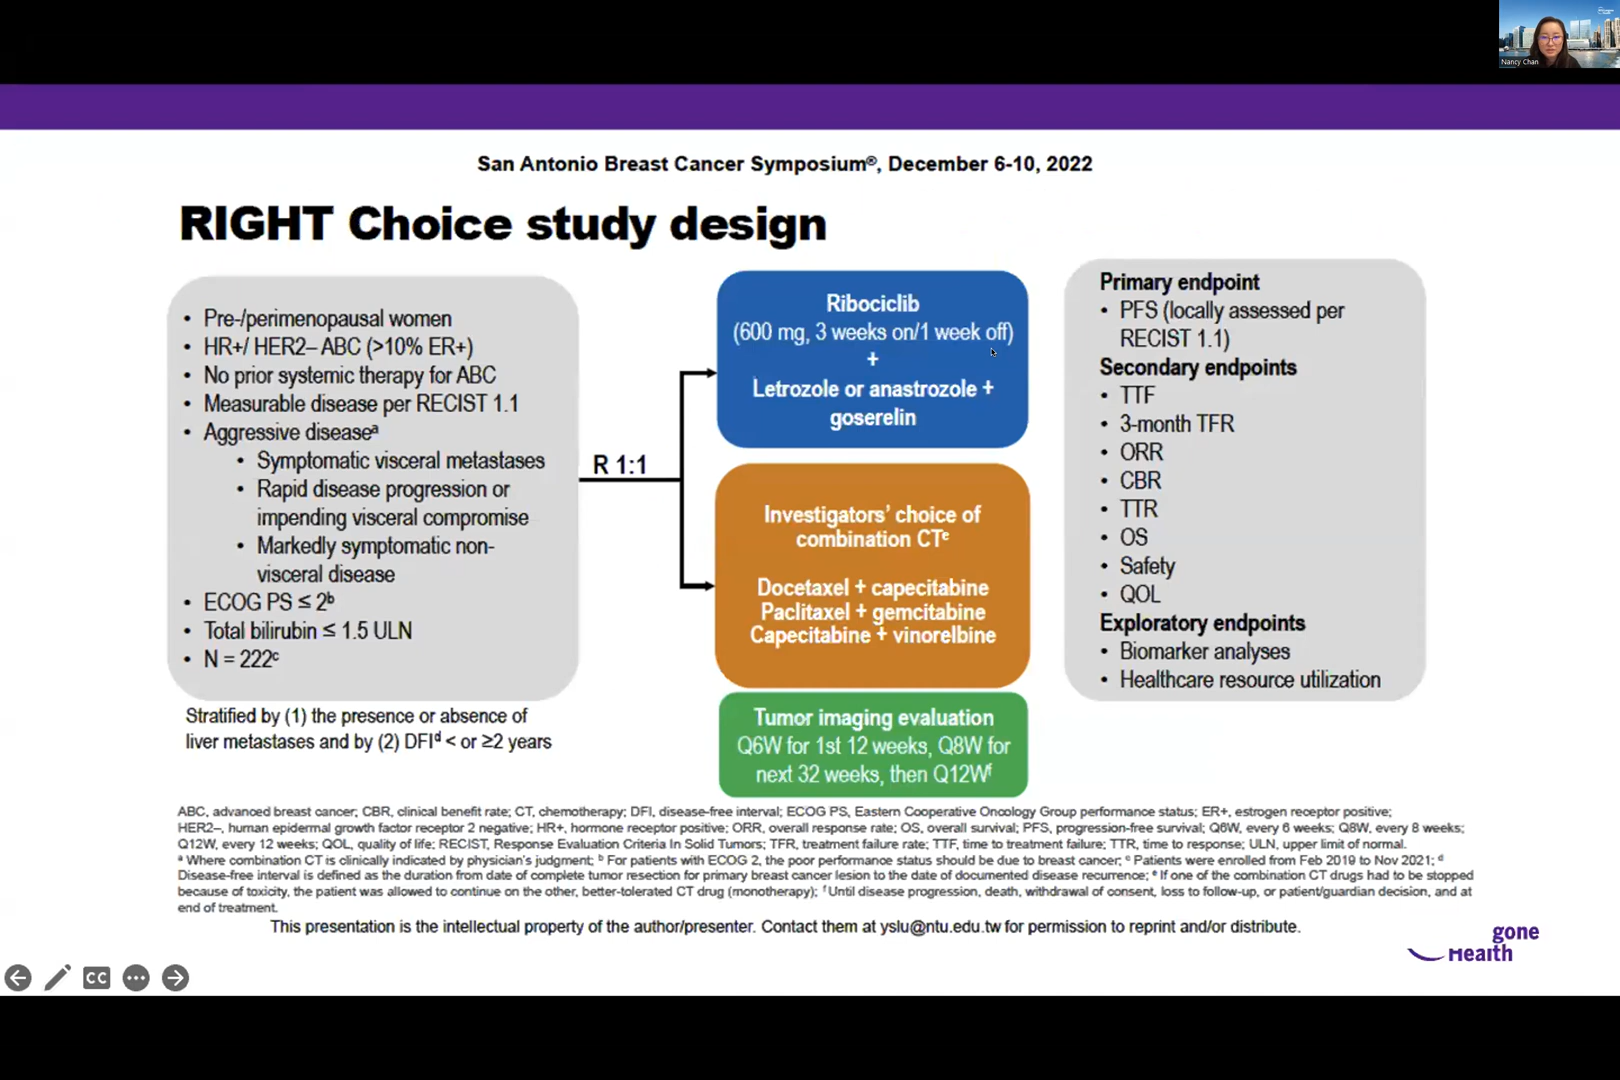 Nancy Chan
San Antonio Breast Cancer Symposium®, December 6-10, 2022
RIGHT Choice study design
• Pre-/perimenopausal women
• HR+/ HER2– ABC (>10% ER+)
• No prior systemic therapy for ABC
• Measurable disease per RECIST 1.1
• Aggressive diseaseᵃ
• Symptomatic visceral metastases
• Rapid disease progression or
impending visceral compromise
• Markedly symptomatic non-
visceral disease
• ECOG PS ≤ 2ᵇ
• Total bilirubin ≤ 1.5 ULN
• N = 222ᶜ
Stratified by (1) the presence or absence of
liver metastases and by (2) DFIᵈ < or ≥2 years
R 1:1
Ribociclib
(600 mg, 3 weeks on/1 week off)
+
Letrozole or anastrozole +
goserelin
Investigators’ choice of
combination CTᵉ
Docetaxel + capecitabine
Paclitaxel + gemcitabine
Capecitabine + vinorelbine
Tumor imaging evaluation
Q6W for 1st 12 weeks, Q8W for
next 32 weeks, then Q12Wᶠ
Primary endpoint
• PFS (locally assessed per
RECIST 1.1)
Secondary endpoints
• TTF
• 3-month TFR
• ORR
• CBR
• TTR
• OS
• Safety
• QOL
Exploratory endpoints
• Biomarker analyses
• Healthcare resource utilization
ABC, advanced breast cancer; CBR, clinical benefit rate; CT, chemotherapy; DFI, disease-free interval; ECOG PS, Eastern Cooperative Oncology Group performance status; ER+, estrogen receptor positive;
HER2–, human epidermal growth factor receptor 2 negative; HR+, hormone receptor positive; ORR, overall response rate; OS, overall survival; PFS, progression-free survival; Q6W, every 6 weeks; Q8W, every 8 weeks;
Q12W, every 12 weeks; QOL, quality of life; RECIST, Response Evaluation Criteria In Solid Tumors; TFR, treatment failure rate; TTF, time to treatment failure; TTR, time to response; ULN, upper limit of normal.
ᵃ Where combination CT is clinically indicated by physician’s judgment; ᵇ For patients with ECOG 2, the poor performance status should be due to breast cancer; ᶜ Patients were enrolled from Feb 2019 to Nov 2021; ᵈ
Disease-free interval is defined as the duration from date of complete tumor resection for primary breast cancer lesion to the date of documented disease recurrence; ᵉ If one of the combination CT drugs had to be stopped
because of toxicity, the patient was allowed to continue on the other, better-tolerated CT drug (monotherapy); ᶠ Until disease progression, death, withdrawal of consent, loss to follow-up, or patient/guardian decision, and at
end of treatment.
This presentation is the intellectual property of the author/presenter. Contact them at yslu@ntu.edu.tw for permission to reprint and/or distribute.
gone
Health
CC